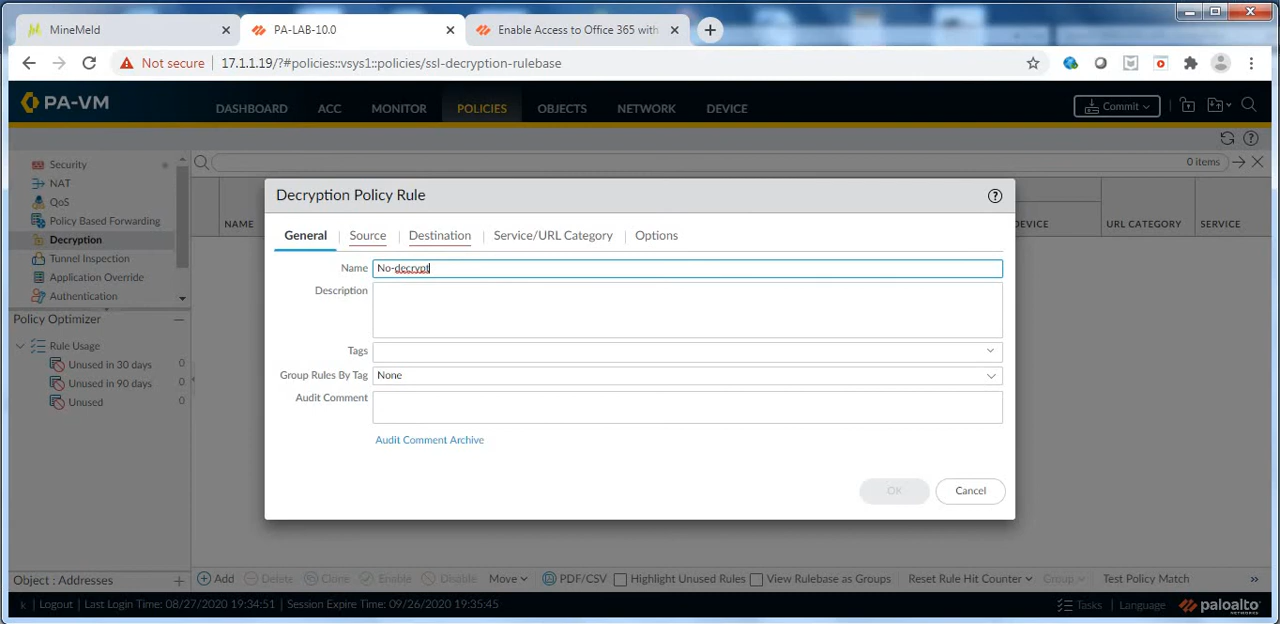 MineMeld
PA-LAB-10.0
Enable Access to Office 365 with
Not secure
17.1.1.19/?#policies::vsys1::policies/ssl-decryption-rulebase
PA-VM
DASHBOARD
ACC
MONITOR
POLICIES
OBJECTS
NETWORK
DEVICE
Commit
Security
NAT
QoS
Policy Based Forwarding
Decryption
Tunnel Inspection
Application Override
Authentication
0 items
NAME
DEVICE
URL CATEGORY
SERVICE
Decryption Policy Rule
General
Source
Destination
Service/URL Category
Options
Name
No-decrypt
Description
Tags
Group Rules By Tag
None
Audit Comment
Audit Comment Archive
OK
Cancel
Policy Optimizer
Rule Usage
Unused in 30 days 0
Unused in 90 days 0
Unused 0
Object : Addresses
Add
Delete
Clone
Enable
Disable
Move
PDF/CSV
Highlight Unused Rules
View Rulebase as Groups
Reset Rule Hit Counter
Group
Test Policy Match
k | Logout | Last Login Time: 08/27/2020 19:34:51 | Session Expire Time: 09/26/2020 19:35:45
Tasks | Language
paloalto
NETWORKS